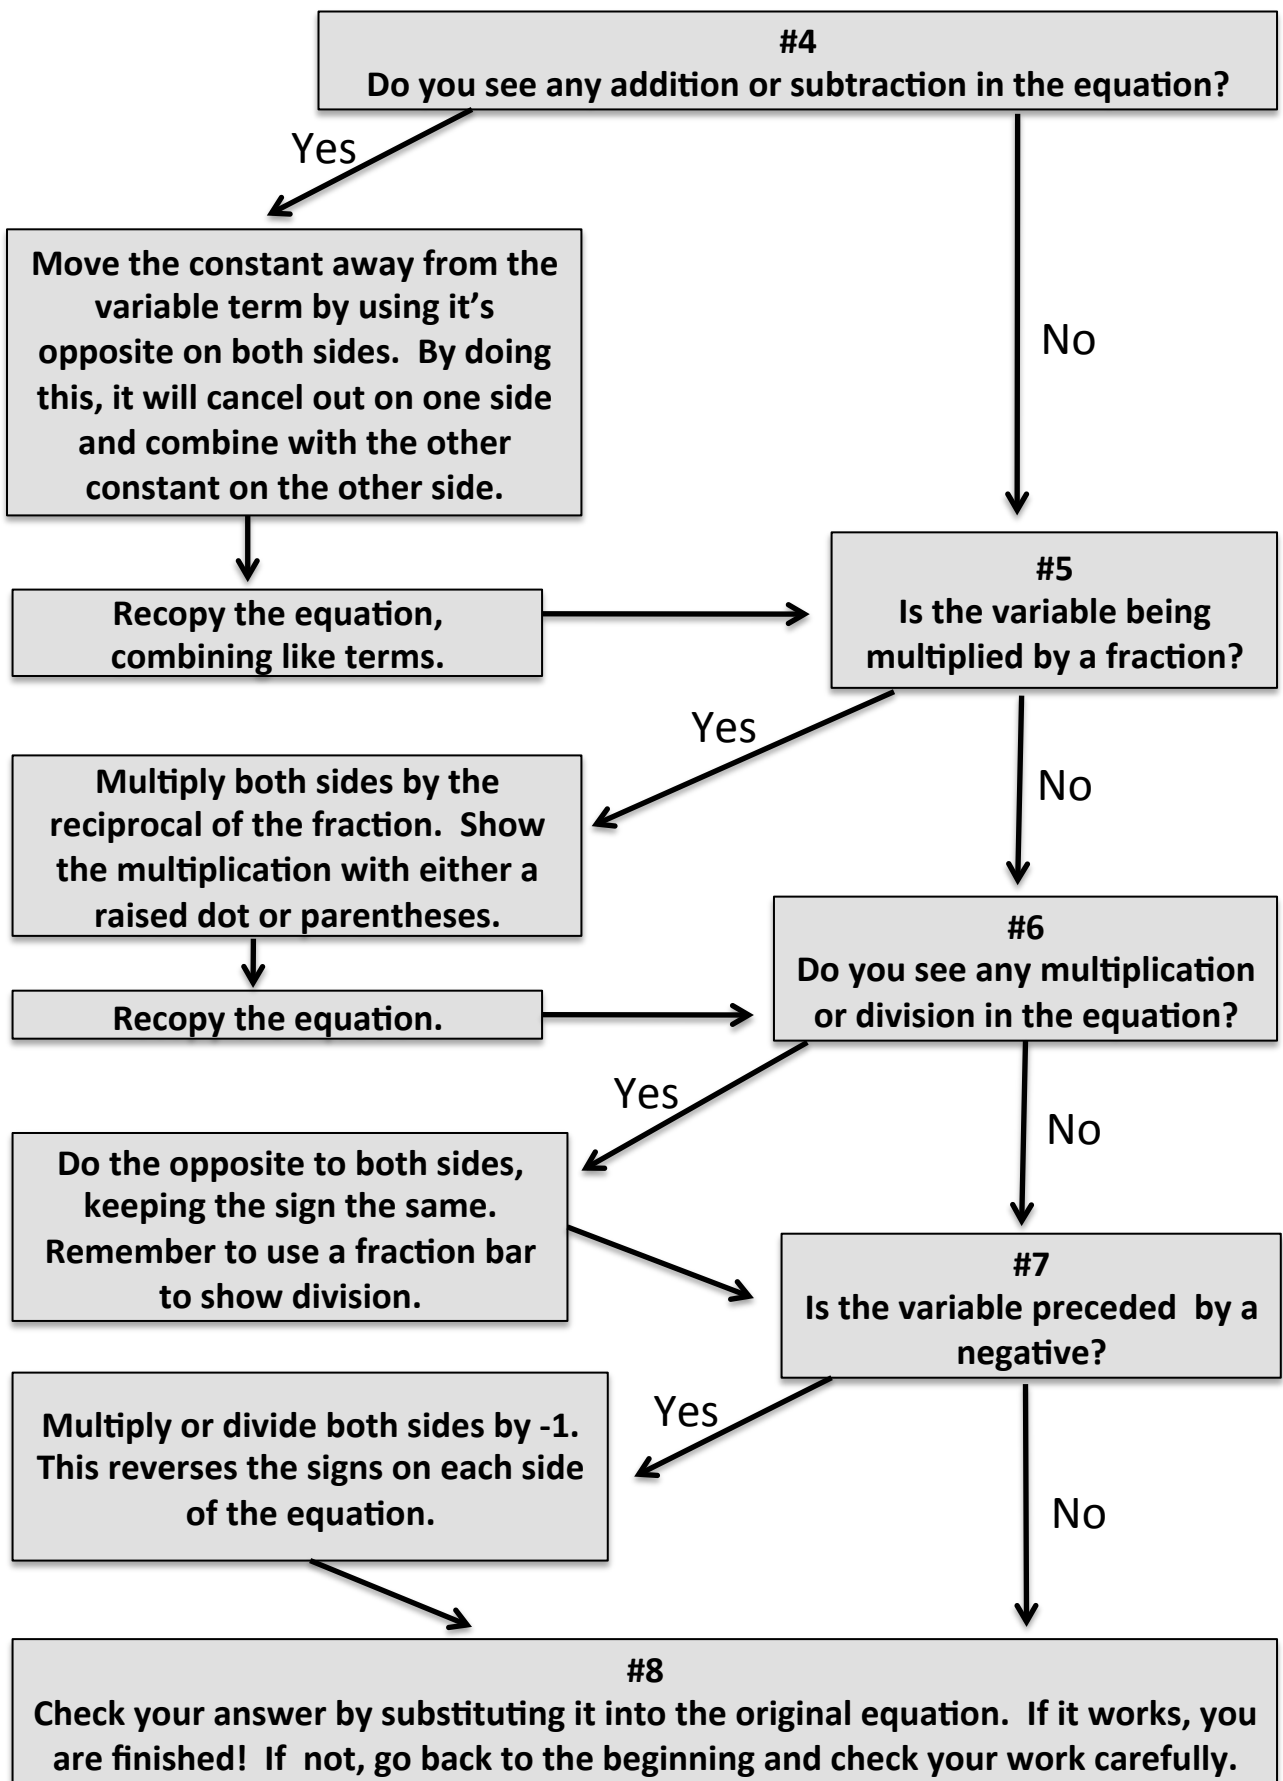 #4
Do you see any addition or subtraction in the equation?
Yes
No
Move the constant away from the
variable term by using it’s
opposite on both sides.  By doing
this, it will cancel out on one side
and combine with the other
constant on the other side.
Recopy the equation,
combining like terms.
#5
Is the variable being
multiplied by a fraction?
Yes
No
Multiply both sides by the
reciprocal of the fraction.  Show
the multiplication with either a
raised dot or parentheses.
Recopy the equation.
#6
Do you see any multiplication
or division in the equation?
Yes
No
Do the opposite to both sides,
keeping the sign the same.
Remember to use a fraction bar
to show division.
#7
Is the variable preceded  by a
negative?
Yes
No
Multiply or divide both sides by -1.
This reverses the signs on each side
of the equation.
#8
Check your answer by substituting it into the original equation.  If it works, you
are finished!  If  not, go back to the beginning and check your work carefully.